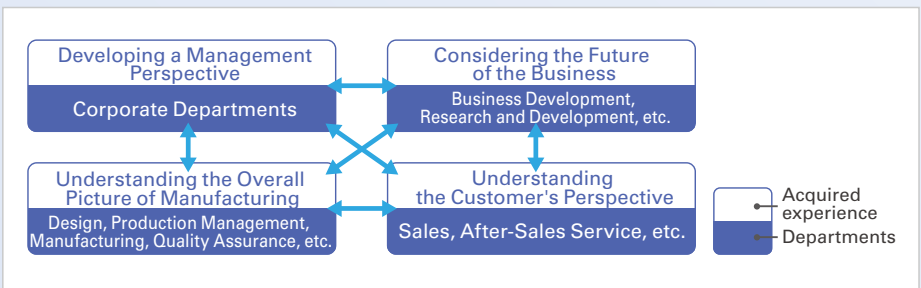 Developing a Management
Perspective
Corporate Departments
Considering the Future
of the Business
Business Development,
Research and Development, etc.
Understanding the Overall
Picture of Manufacturing
Design, Production Management,
Manufacturing, Quality Assurance, etc.
Understanding
the Customer's Perspective
Sales, After-Sales Service, etc.
Acquired
experience
Departments